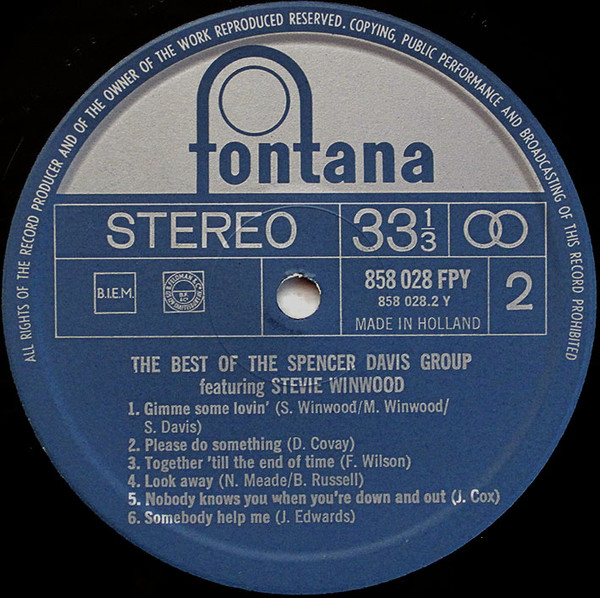 ALL RIGHTS OF THE RECORD PRODUCER AND OF THE OWNER OF THE WORK REPRODUCED RESERVED. COPYING, PUBLIC PERFORMANCE AND BROADCASTING OF THIS RECORD PROHIBITED
fontana
STEREO 33 1/3
B.I.E.M. 858 028 FPY 2
858 028.2 Y
MADE IN HOLLAND
THE BEST OF THE SPENCER DAVIS GROUP
featuring STEVIE WINWOOD
1. Gimme some lovin' (S. Winwood/M. Winwood/
S. Davis)
2. Please do something (D. Covay)
3. Together 'till the end of time (F. Wilson)
4. Look away (N. Meade/B. Russell)
5. Nobody knows you when you're down and out (J. Cox)
6. Somebody help me (J. Edwards)